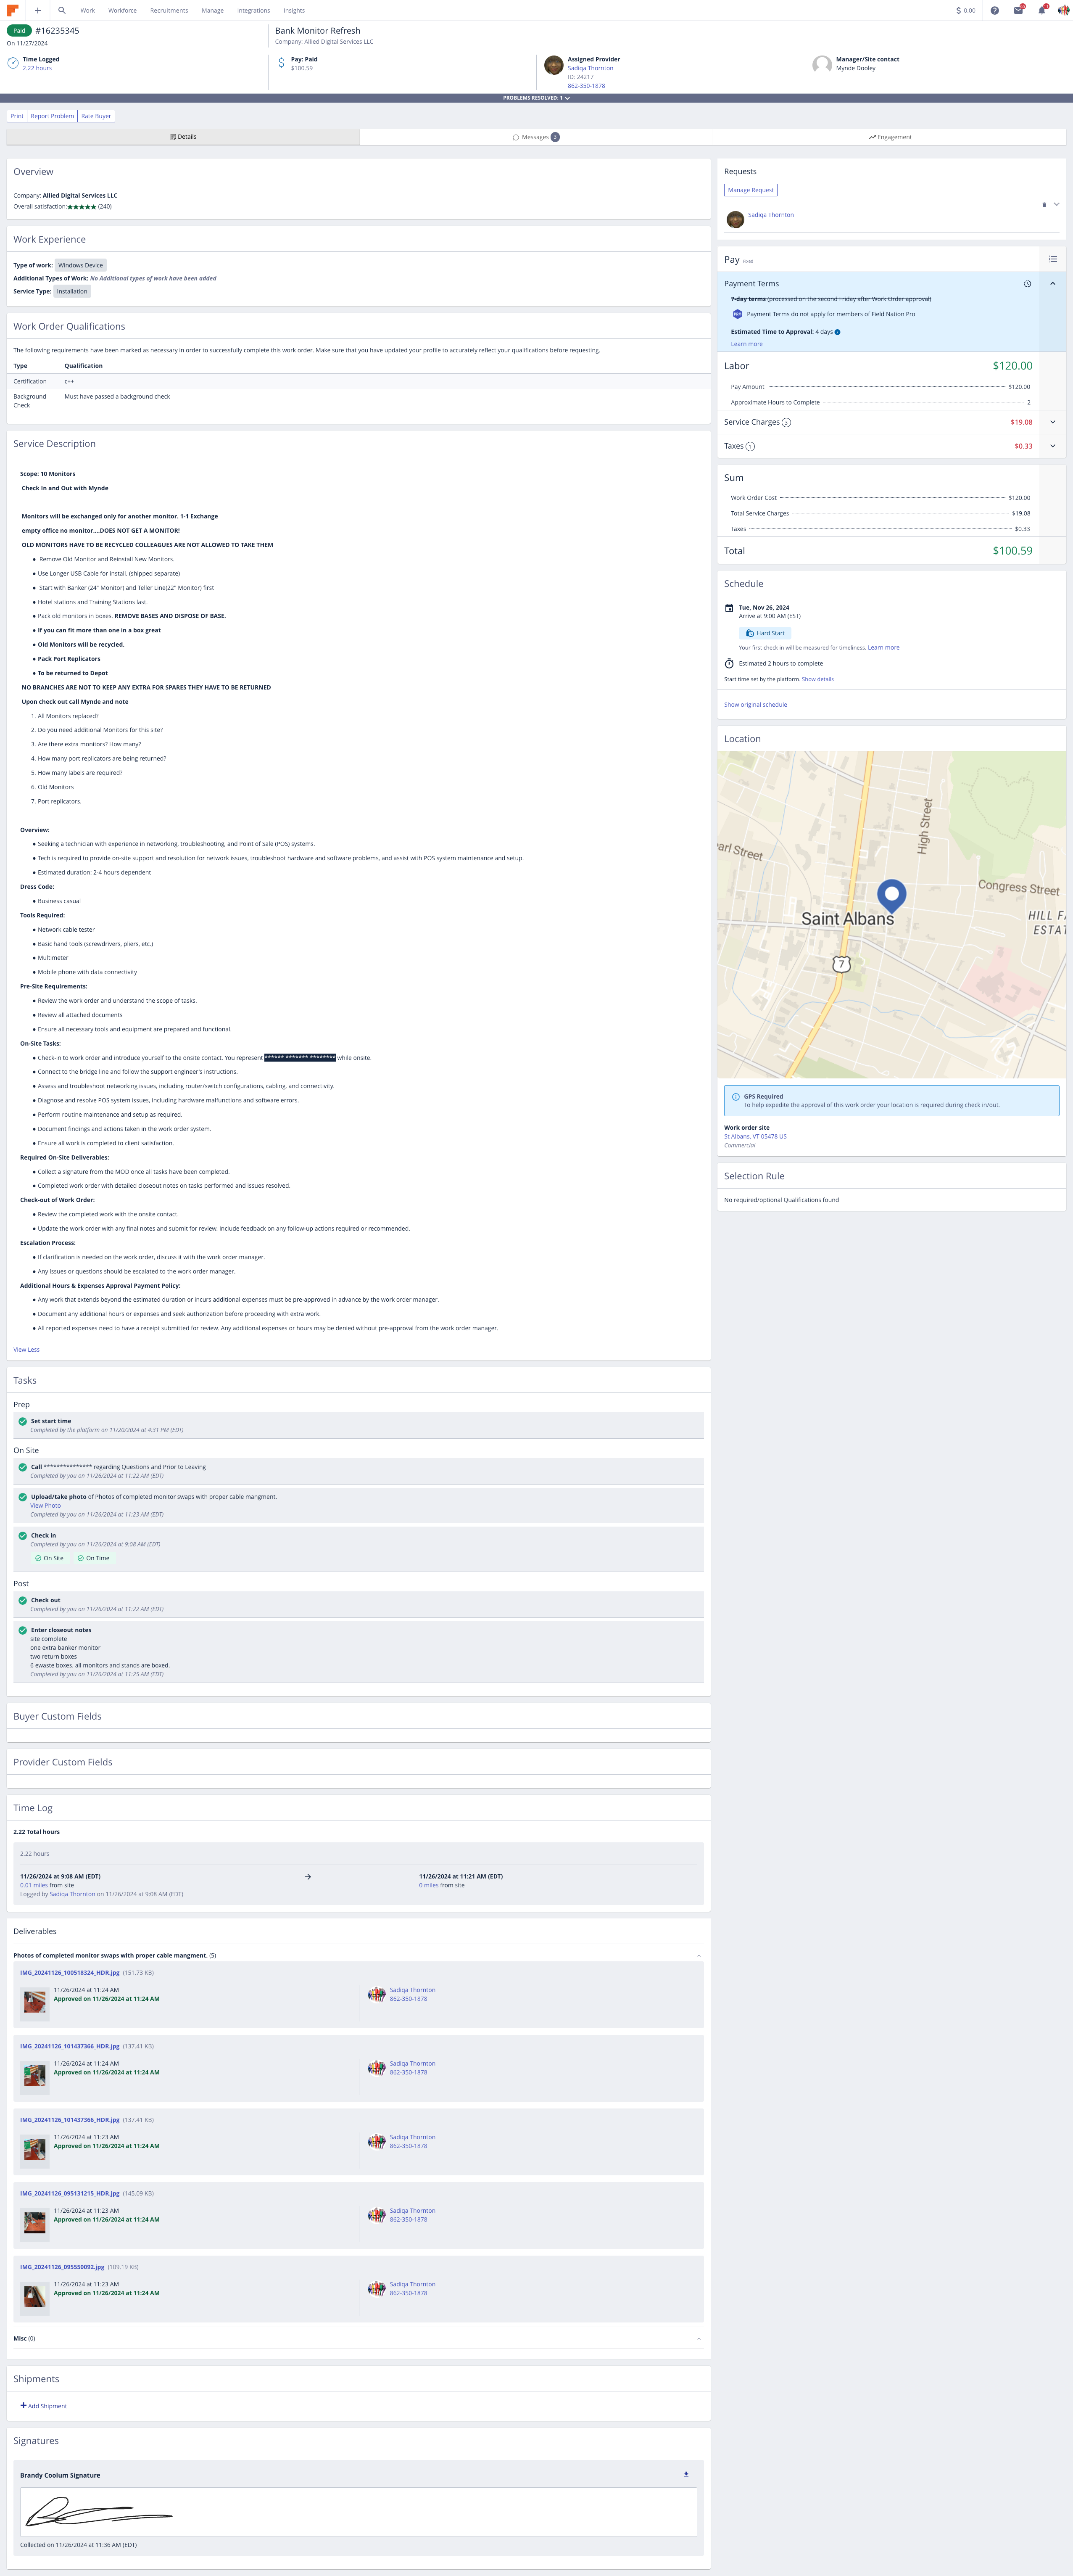 Work Workforce Recruitments Manage Integrations Insights
$ 0.00
Paid #16235345
On 11/27/2024
Bank Monitor Refresh
Company: Allied Digital Services LLC
Time Logged
2.22 hours
Pay: Paid
$100.59
Assigned Provider
Sadiqa Thornton
ID: 24217
862-350-1878
Manager/Site contact
Mynde Dooley
PROBLEMS RESOLVED: 1
Print Report Problem Rate Buyer
Details
Messages 3
Engagement
Overview
Company: Allied Digital Services LLC
Overall satisfaction:★★★★★ (240)
Work Experience
Type of work: Windows Device
Additional Types of Work: No Additional types of work have been added
Service Type: Installation
Work Order Qualifications
The following requirements have been marked as necessary in order to successfully complete this work order. Make sure that you have updated your profile to accurately reflect your qualifications before requesting.
Type Qualification
Certification c++
Background Must have passed a background check
Check
Service Description
Scope: 10 Monitors
Check In and Out with Mynde
Monitors will be exchanged only for another monitor. 1-1 Exchange
empty office no monitor....DOES NOT GET A MONITOR!
OLD MONITORS HAVE TO BE RECYCLED COLLEAGUES ARE NOT ALLOWED TO TAKE THEM
• Remove Old Monitor and Reinstall New Monitors.
• Use Longer USB Cable for install. (shipped separate)
• Start with Banker (24" Monitor) and Teller Line(22" Monitor) first
• Hotel stations and Training Stations last.
• Pack old monitors in boxes. REMOVE BASES AND DISPOSE OF BASE.
• If you can fit more than one in a box great
• Old Monitors will be recycled.
• Pack Port Replicators
• To be returned to Depot
NO BRANCHES ARE NOT TO KEEP ANY EXTRA FOR SPARES THEY HAVE TO BE RETURNED
Upon check out call Mynde and note
1. All Monitors replaced?
2. Do you need additional Monitors for this site?
3. Are there extra monitors? How many?
4. How many port replicators are being returned?
5. How many labels are required?
6. Old Monitors
7. Port replicators.
Overview:
• Seeking a technician with experience in networking, troubleshooting, and Point of Sale (POS) systems.
• Tech is required to provide on-site support and resolution for network issues, troubleshoot hardware and software problems, and assist with POS system maintenance and setup.
• Estimated duration: 2-4 hours dependent
Dress Code:
• Business casual
Tools Required:
• Network cable tester
• Basic hand tools (screwdrivers, pliers, etc.)
• Multimeter
• Mobile phone with data connectivity
Pre-Site Requirements:
• Review the work order and understand the scope of tasks.
• Review all attached documents
• Ensure all necessary tools and equipment are prepared and functional.
On-Site Tasks:
• Check-in to work order and introduce yourself to the onsite contact. You represent ****** ******* ******** while onsite.
• Connect to the bridge line and follow the support engineer's instructions.
• Assess and troubleshoot networking issues, including router/switch configurations, cabling, and connectivity.
• Diagnose and resolve POS system issues, including hardware malfunctions and software errors.
• Perform routine maintenance and setup as required.
• Document findings and actions taken in the work order system.
• Ensure all work is completed to client satisfaction.
Required On-Site Deliverables:
• Collect a signature from the MOD once all tasks have been completed.
• Completed work order with detailed closeout notes on tasks performed and issues resolved.
Check-out of Work Order:
• Review the completed work with the onsite contact.
• Update the work order with any final notes and submit for review. Include feedback on any follow-up actions required or recommended.
Escalation Process:
• If clarification is needed on the work order, discuss it with the work order manager.
• Any issues or questions should be escalated to the work order manager.
Additional Hours & Expenses Approval Payment Policy:
• Any work that extends beyond the estimated duration or incurs additional expenses must be pre-approved in advance by the work order manager.
• Document any additional hours or expenses and seek authorization before proceeding with extra work.
• All reported expenses need to have a receipt submitted for review. Any additional expenses or hours may be denied without pre-approval from the work order manager.
View Less
Tasks
Prep
Set start time
Completed by the platform on 11/20/2024 at 4:31 PM (EDT)
On Site
Call *************** regarding Questions and Prior to Leaving
Completed by you on 11/26/2024 at 11:22 AM (EDT)
Upload/take photo of Photos of completed monitor swaps with proper cable mangment.
View Photo
Completed by you on 11/26/2024 at 11:23 AM (EDT)
Check in
Completed by you on 11/26/2024 at 9:08 AM (EDT)
On Site On Time
Post
Check out
Completed by you on 11/26/2024 at 11:22 AM (EDT)
Enter closeout notes
site complete
one extra banker monitor
two return boxes
6 ewaste boxes. all monitors and stands are boxed.
Completed by you on 11/26/2024 at 11:25 AM (EDT)
Buyer Custom Fields
Provider Custom Fields
Time Log
2.22 Total hours
2.22 hours
11/26/2024 at 9:08 AM (EDT) → 11/26/2024 at 11:21 AM (EDT)
0.01 miles from site 0 miles from site
Logged by Sadiqa Thornton on 11/26/2024 at 9:08 AM (EDT)
Deliverables
Photos of completed monitor swaps with proper cable mangment. (5)
IMG_20241126_100518324_HDR.jpg (151.73 KB)
11/26/2024 at 11:24 AM
Approved on 11/26/2024 at 11:24 AM
Sadiqa Thornton
862-350-1878
IMG_20241126_101437366_HDR.jpg (137.41 KB)
11/26/2024 at 11:24 AM
Approved on 11/26/2024 at 11:24 AM
Sadiqa Thornton
862-350-1878
IMG_20241126_101437366_HDR.jpg (137.41 KB)
11/26/2024 at 11:23 AM
Approved on 11/26/2024 at 11:24 AM
Sadiqa Thornton
862-350-1878
IMG_20241126_095131215_HDR.jpg (145.09 KB)
11/26/2024 at 11:23 AM
Approved on 11/26/2024 at 11:24 AM
Sadiqa Thornton
862-350-1878
IMG_20241126_095550092.jpg (109.19 KB)
11/26/2024 at 11:23 AM
Approved on 11/26/2024 at 11:24 AM
Sadiqa Thornton
862-350-1878
Misc (0)
Shipments
Add Shipment
Signatures
Brandy Coolum Signature
Collected on 11/26/2024 at 11:36 AM (EDT)
Requests
Manage Request
Sadiqa Thornton
Pay Fixed
Payment Terms
7-day terms (processed on the second Friday after Work Order approval)
PRO Payment Terms do not apply for members of Field Nation Pro
Estimated Time to Approval: 4 days
Learn more
Labor $120.00
Pay Amount $120.00
Approximate Hours to Complete 2
Service Charges 3 $19.08
Taxes 1 $0.33
Sum
Work Order Cost $120.00
Total Service Charges $19.08
Taxes $0.33
Total $100.59
Schedule
Tue, Nov 26, 2024
Arrive at 9:00 AM (EST)
Hard Start
Your first check in will be measured for timeliness. Learn more
Estimated 2 hours to complete
Start time set by the platform. Show details
Show original schedule
Location
High Street
arl Street
Congress Street
Saint Albans
HILL F
ESTAT
7
GPS Required
To help expedite the approval of this work order your location is required during check in/out.
Work order site
St Albans, VT 05478 US
Commercial
Selection Rule
No required/optional Qualifications found